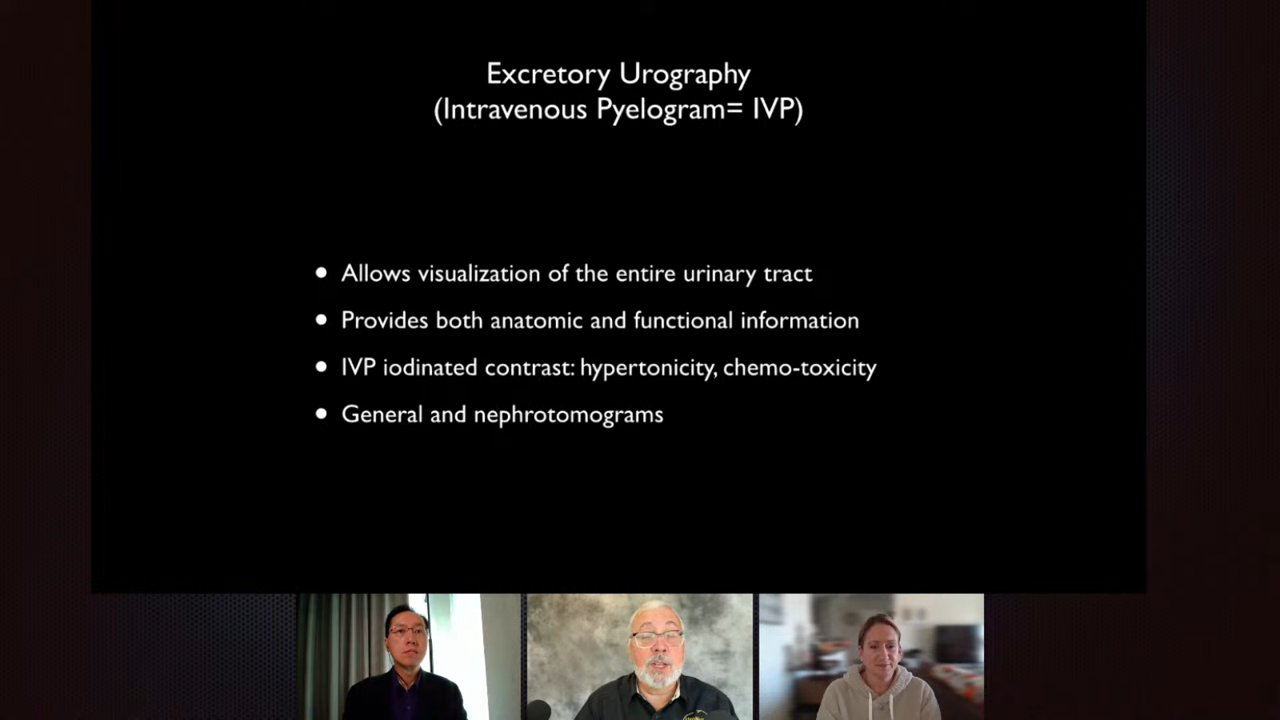 Excretory Urography
(Intravenous Pyelogram= IVP)
• Allows visualization of the entire urinary tract
• Provides both anatomic and functional information
• IVP iodinated contrast: hypertonicity, chemo-toxicity
• General and nephrotomograms